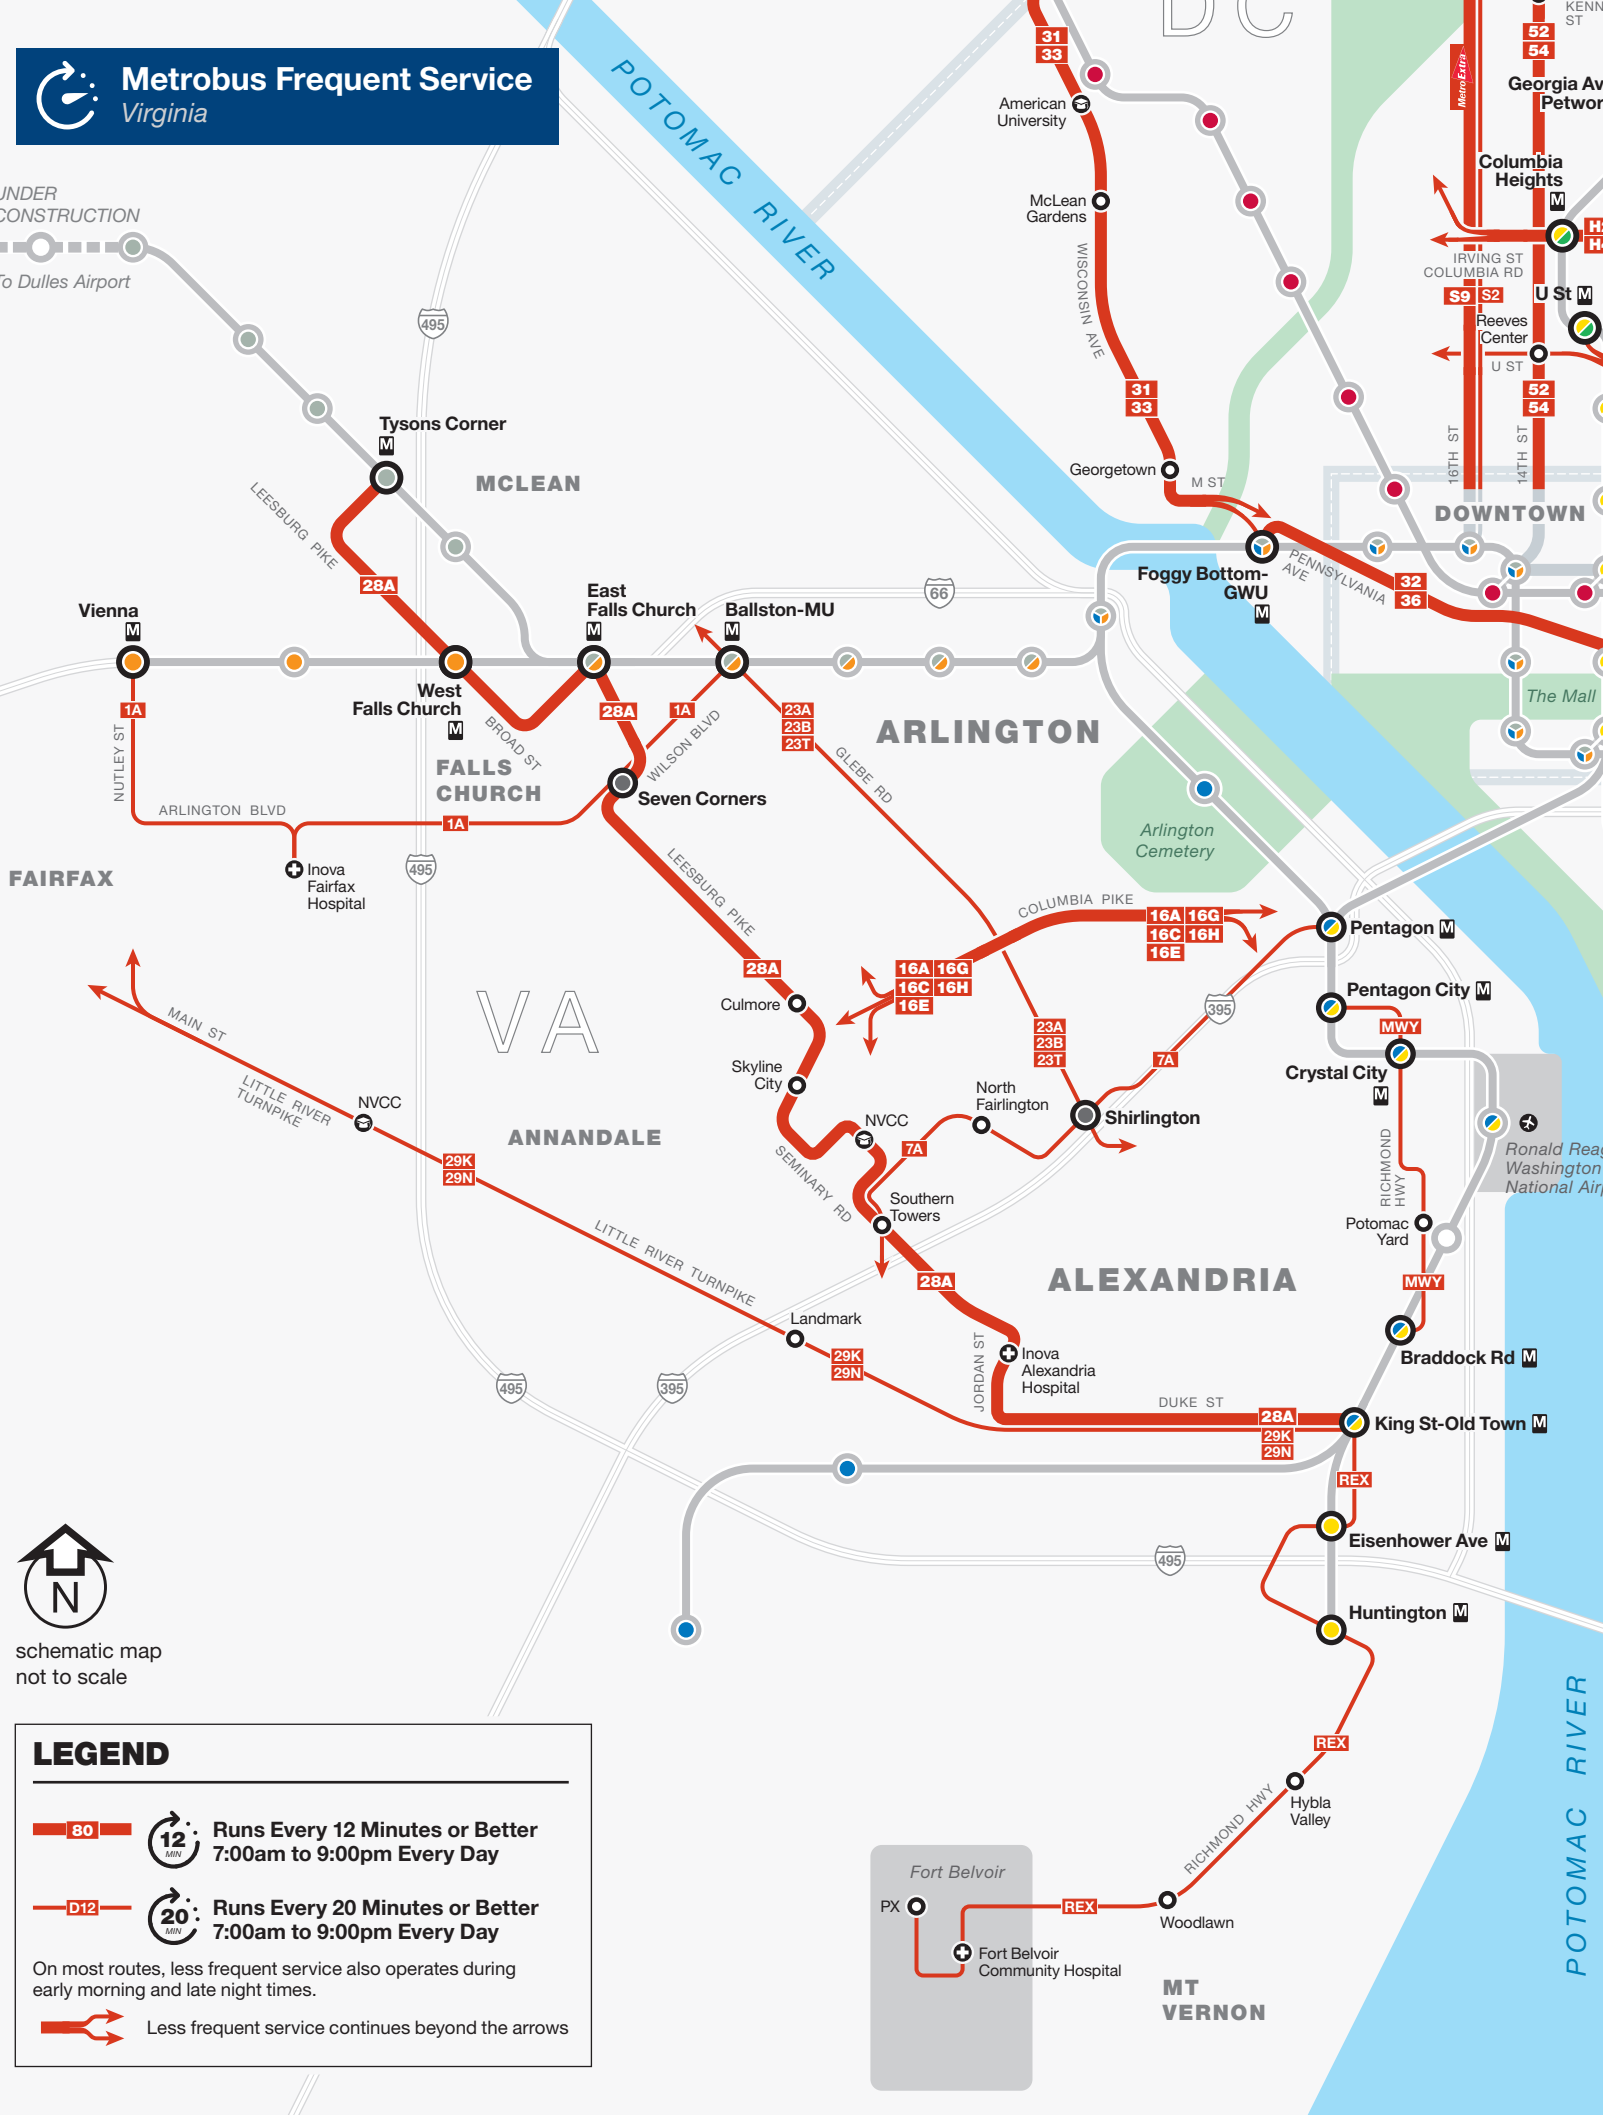 Metrobus Frequent Service
Virginia
DC
KENN
ST
31
33
52
54
MetroExtra
Georgia Av
Petwor
American
University
POTOMAC RIVER
Columbia
Heights
M
UNDER
CONSTRUCTION
McLean
Gardens
IRVING ST
COLUMBIA RD
To Dulles Airport
WISCONSIN AVE
S9
S2
U St M
Reeves
Center
495
U ST
31
33
52
54
Tysons Corner
M
16TH ST
14TH ST
Georgetown
M ST
MCLEAN
LEESBURG PIKE
DOWNTOWN
PENNSYLVANIA
AVE
Foggy Bottom-
GWU
M
32
36
28A
66
East
Falls Church
M
Ballston-MU
M
Vienna
M
West
Falls Church
M
1A
28A
1A
23A
23B
23T
The Mall
NUTLEY ST
BROAD ST
WILSON BLVD
GLEBE RD
ARLINGTON
FALLS
CHURCH
Seven Corners
ARLINGTON BLVD
1A
Arlington
Cemetery
LEESBURG PIKE
Inova
Fairfax
Hospital
495
FAIRFAX
COLUMBIA PIKE
16A 16G
16C 16H
16E
Pentagon M
28A
16A 16G
16C 16H
16E
Pentagon City M
Culmore
VA
395
MAIN ST
23A
23B
23T
MWY
Skyline
City
7A
Crystal City
M
LITTLE RIVER
TURNPIKE
NVCC
North
Fairlington
Shirlington
NVCC
ANNANDALE
7A
Ronald Reag
Washington
National Airp
29K
29N
SEMINARY RD
RICHMOND
HWY
Southern
Towers
Potomac
Yard
LITTLE RIVER TURNPIKE
28A
ALEXANDRIA
MWY
Landmark
29K
29N
JORDAN ST
Inova
Alexandria
Hospital
Braddock Rd M
495
395
DUKE ST
28A
29K
29N
King St-Old Town M
REX
Eisenhower Ave M
495
N
Huntington M
schematic map
not to scale
POTOMAC RIVER
REX
Hybla
Valley
RICHMOND HWY
Fort Belvoir
PX
REX
Woodlawn
Fort Belvoir
Community Hospital
MT
VERNON
LEGEND
80
12
MIN
Runs Every 12 Minutes or Better
7:00am to 9:00pm Every Day
D12
20
MIN
Runs Every 20 Minutes or Better
7:00am to 9:00pm Every Day
On most routes, less frequent service also operates during
early morning and late night times.
Less frequent service continues beyond the arrows